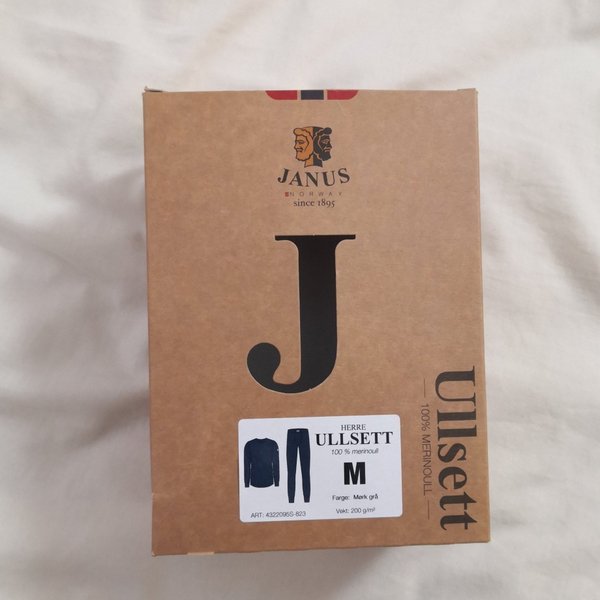 JANUS
NORWAY
since 1895
J
HERRE
ULLSETT
100 % merinoull
M
Farge: Mørk grå
ART: 4322095S-823
Vekt: 200 g/m²
Ullsett
100% MERINOULL